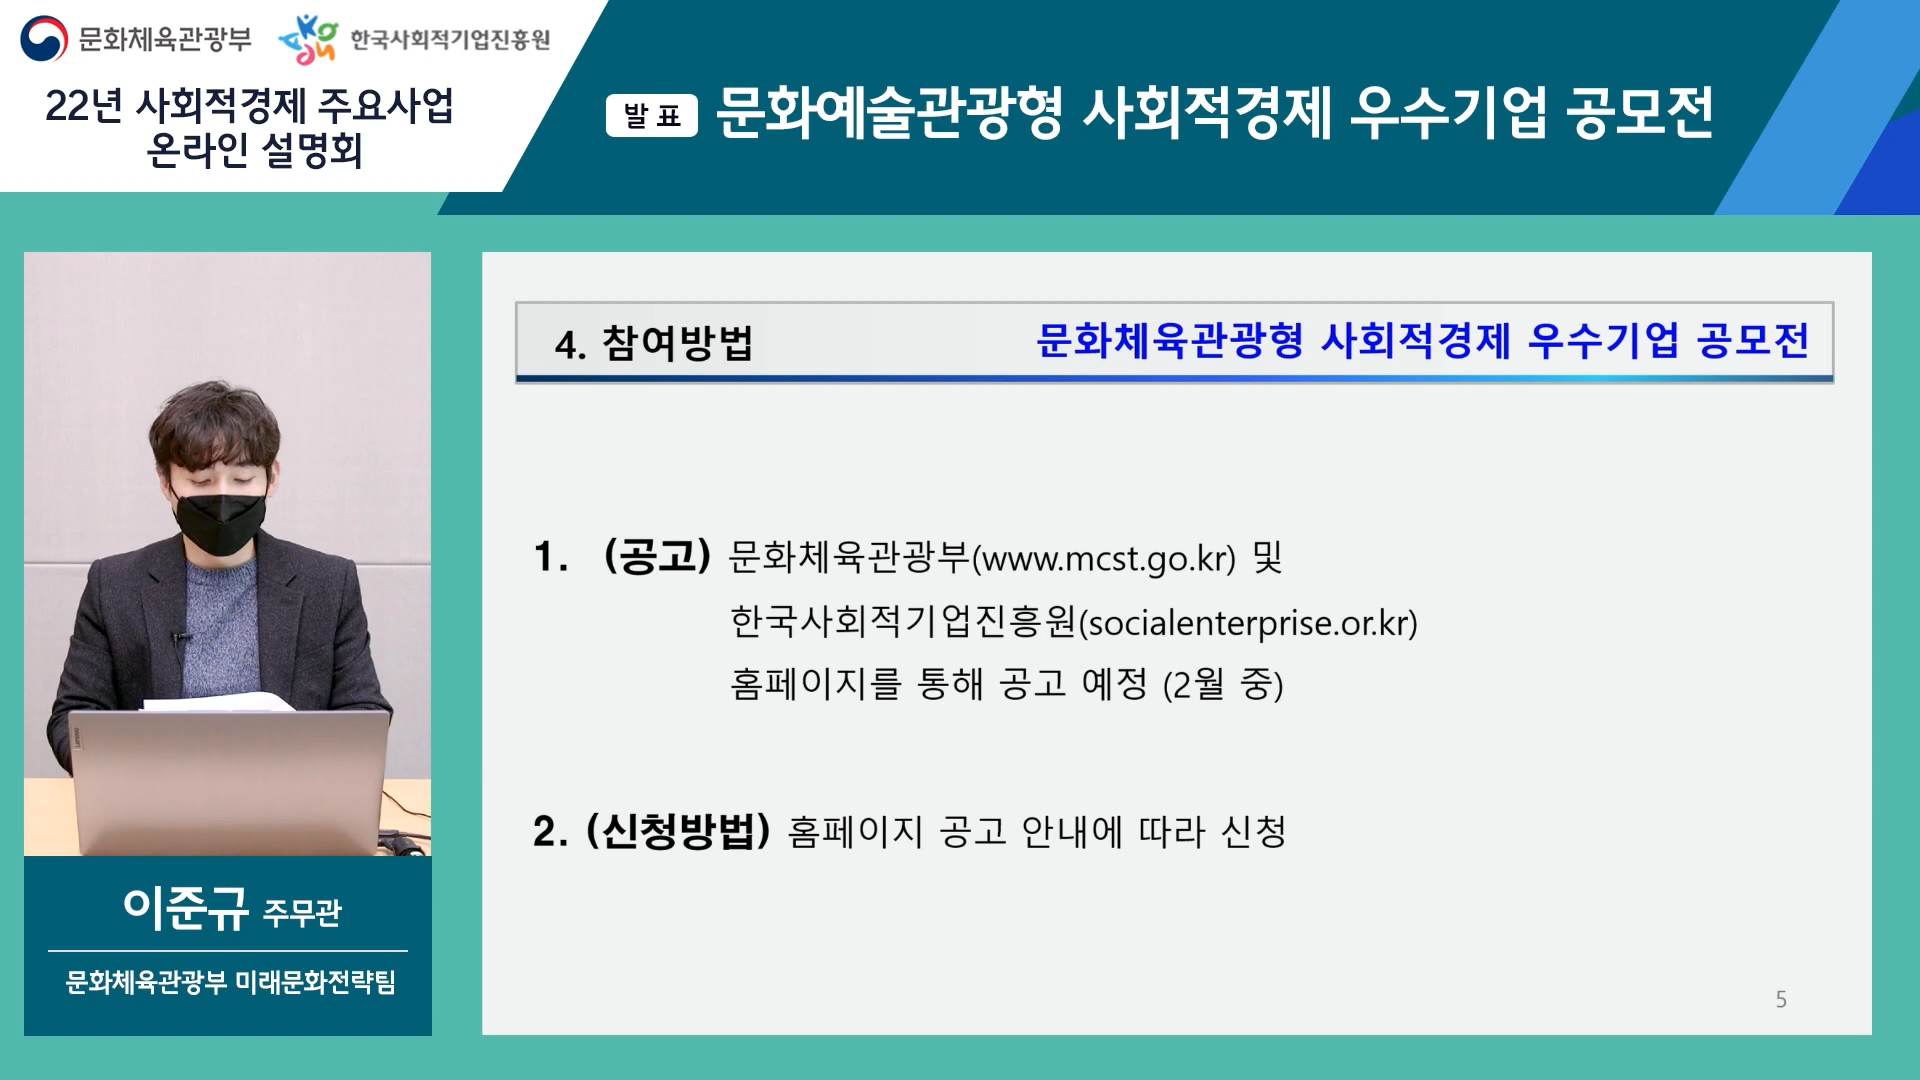 문화체육관광부
한국사회적기업진흥원
22년 사회적경제 주요사업
온라인 설명회
발표 문화예술관광형 사회적경제 우수기업 공모전
4. 참여방법
문화체육관광형 사회적경제 우수기업 공모전
1. (공고) 문화체육관광부(www.mcst.go.kr) 및
한국사회적기업진흥원(socialenterprise.or.kr)
홈페이지를 통해 공고 예정 (2월 중)
2. (신청방법) 홈페이지 공고 안내에 따라 신청
5
Lenovo
이준규 주무관
문화체육관광부 미래문화전략팀